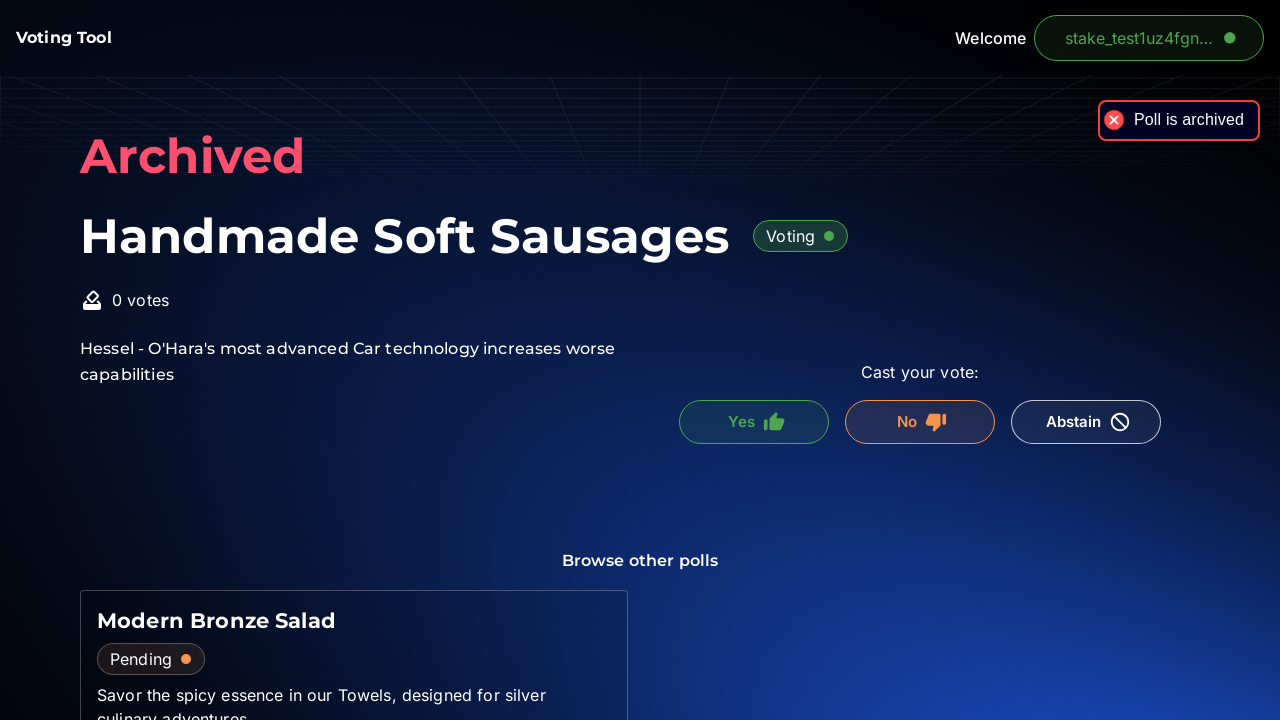 Voting Tool
Welcome
stake_test1uz4fgn...
Poll is archived
Archived
Handmade Soft Sausages
Voting
0 votes
Hessel - O'Hara's most advanced Car technology increases worse
capabilities
Cast your vote:
Yes
No
Abstain
Browse other polls
Modern Bronze Salad
Pending
Savor the spicy essence in our Towels, designed for silver
culinary adventures